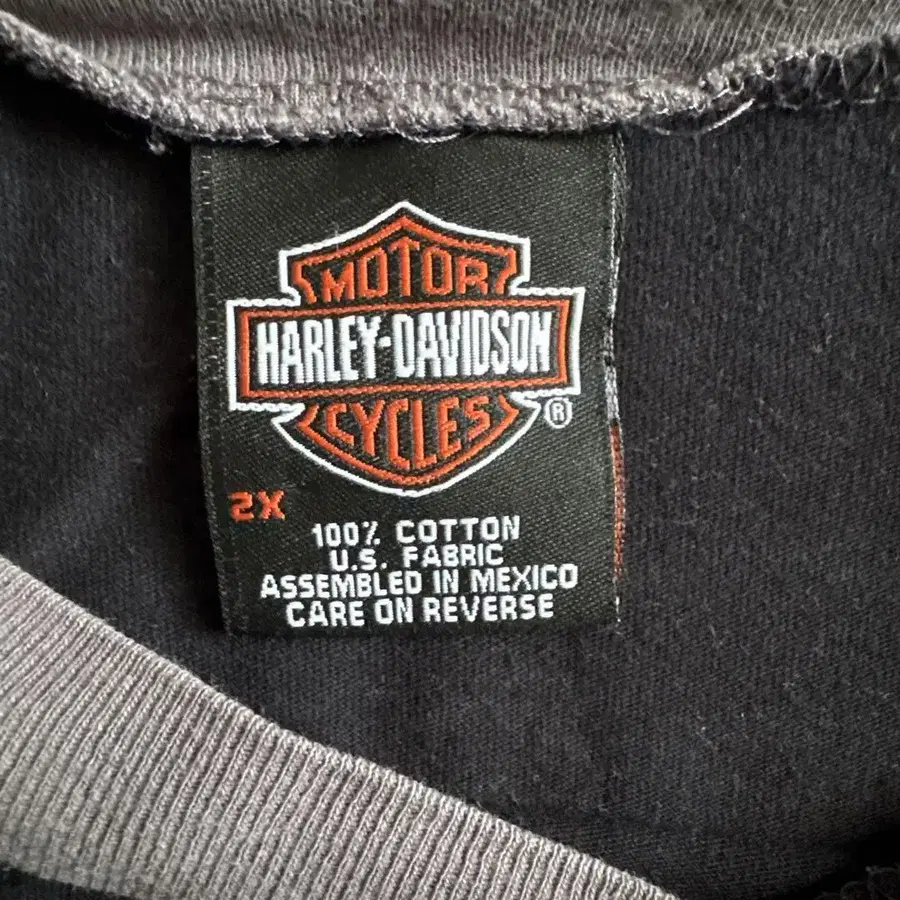 MOTOR
HARLEY-DAVIDSON
CYCLES
®
2X
100% COTTON
U.S. FABRIC
ASSEMBLED IN MEXICO
CARE ON REVERSE